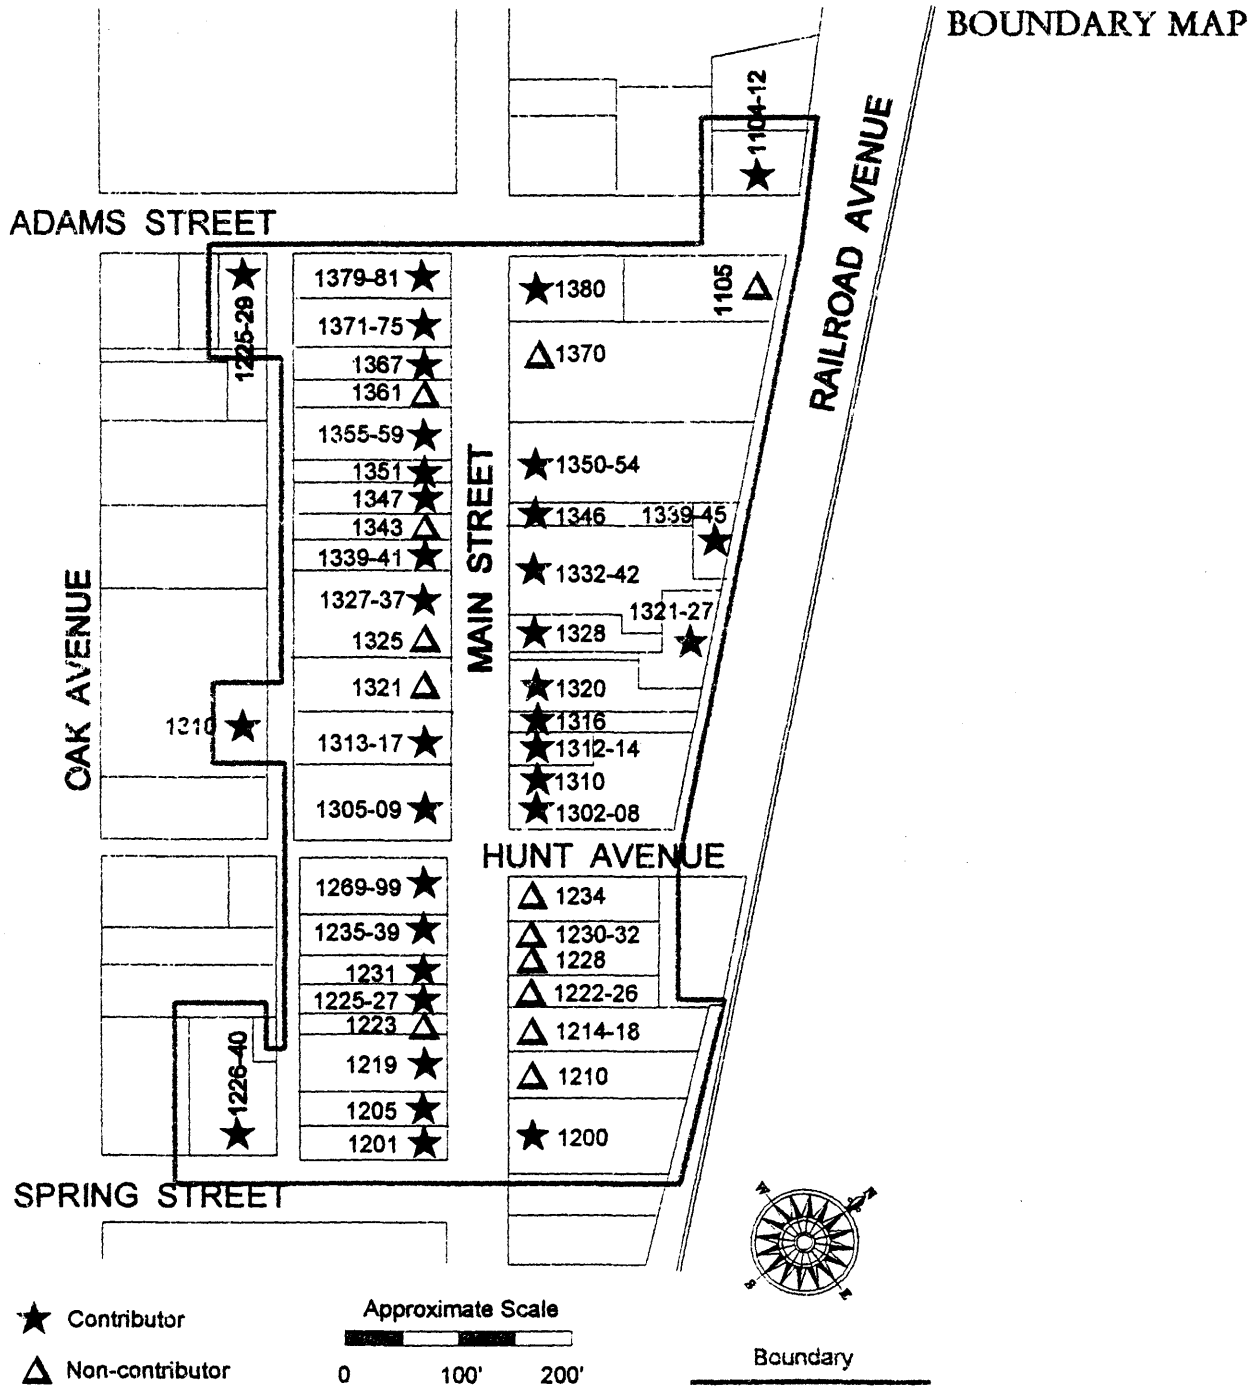 BOUNDARY MAP
1104-12
RAILROAD AVENUE
ADAMS STREET
1225-29
1379-81
1380
1105
1371-75
1370
1367
1361
1355-59
1351
1350-54
1347
1346
1339-45
1343
1339-41
1332-42
MAIN STREET
OAK AVENUE
1327-37
1321-27
1325
1328
1321
1320
1310
1316
1313-17
1312-14
1310
1305-09
1302-08
HUNT AVENUE
1269-99
1234
1235-39
1230-32
1231
1228
1225-27
1222-26
1223
1214-18
1226-40
1219
1210
1205
1201
1200
SPRING STREET
W
N
S
E
Contributor
Non-contributor
Approximate Scale
0 100' 200'
Boundary